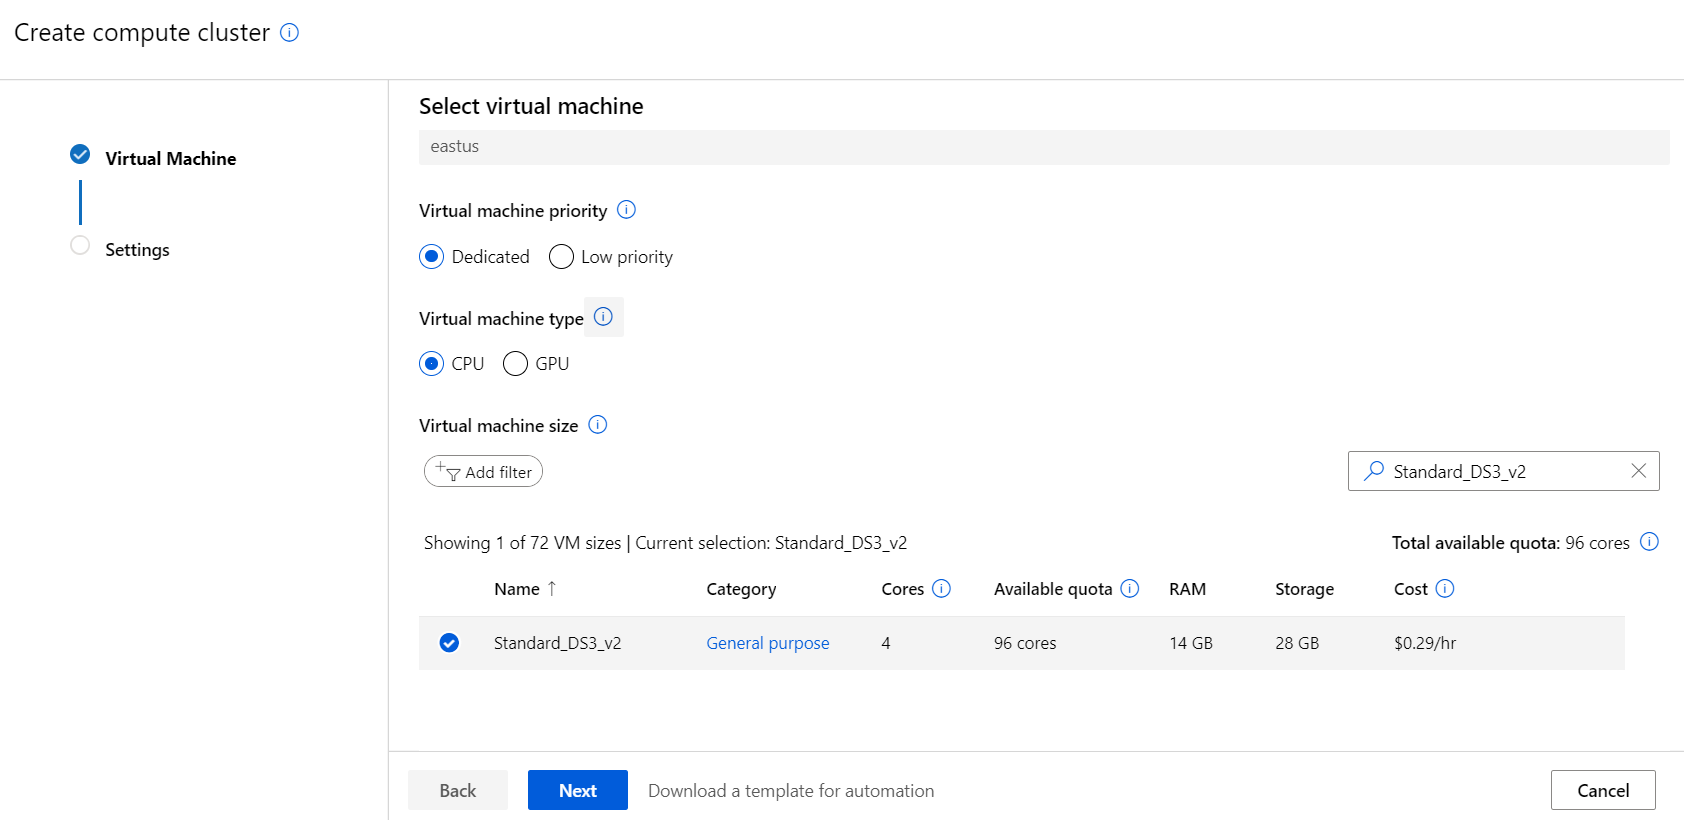 Create compute cluster
Virtual Machine
Settings
Select virtual machine
eastus
Virtual machine priority
Dedicated Low priority
Virtual machine type
CPU GPU
Virtual machine size
Add filter Standard_DS3_v2
Showing 1 of 72 VM sizes | Current selection: Standard_DS3_v2 Total available quota: 96 cores
Name ↑ Category Cores Available quota RAM Storage Cost
Standard_DS3_v2 General purpose 4 96 cores 14 GB 28 GB $0.29/hr
Back Next Download a template for automation Cancel